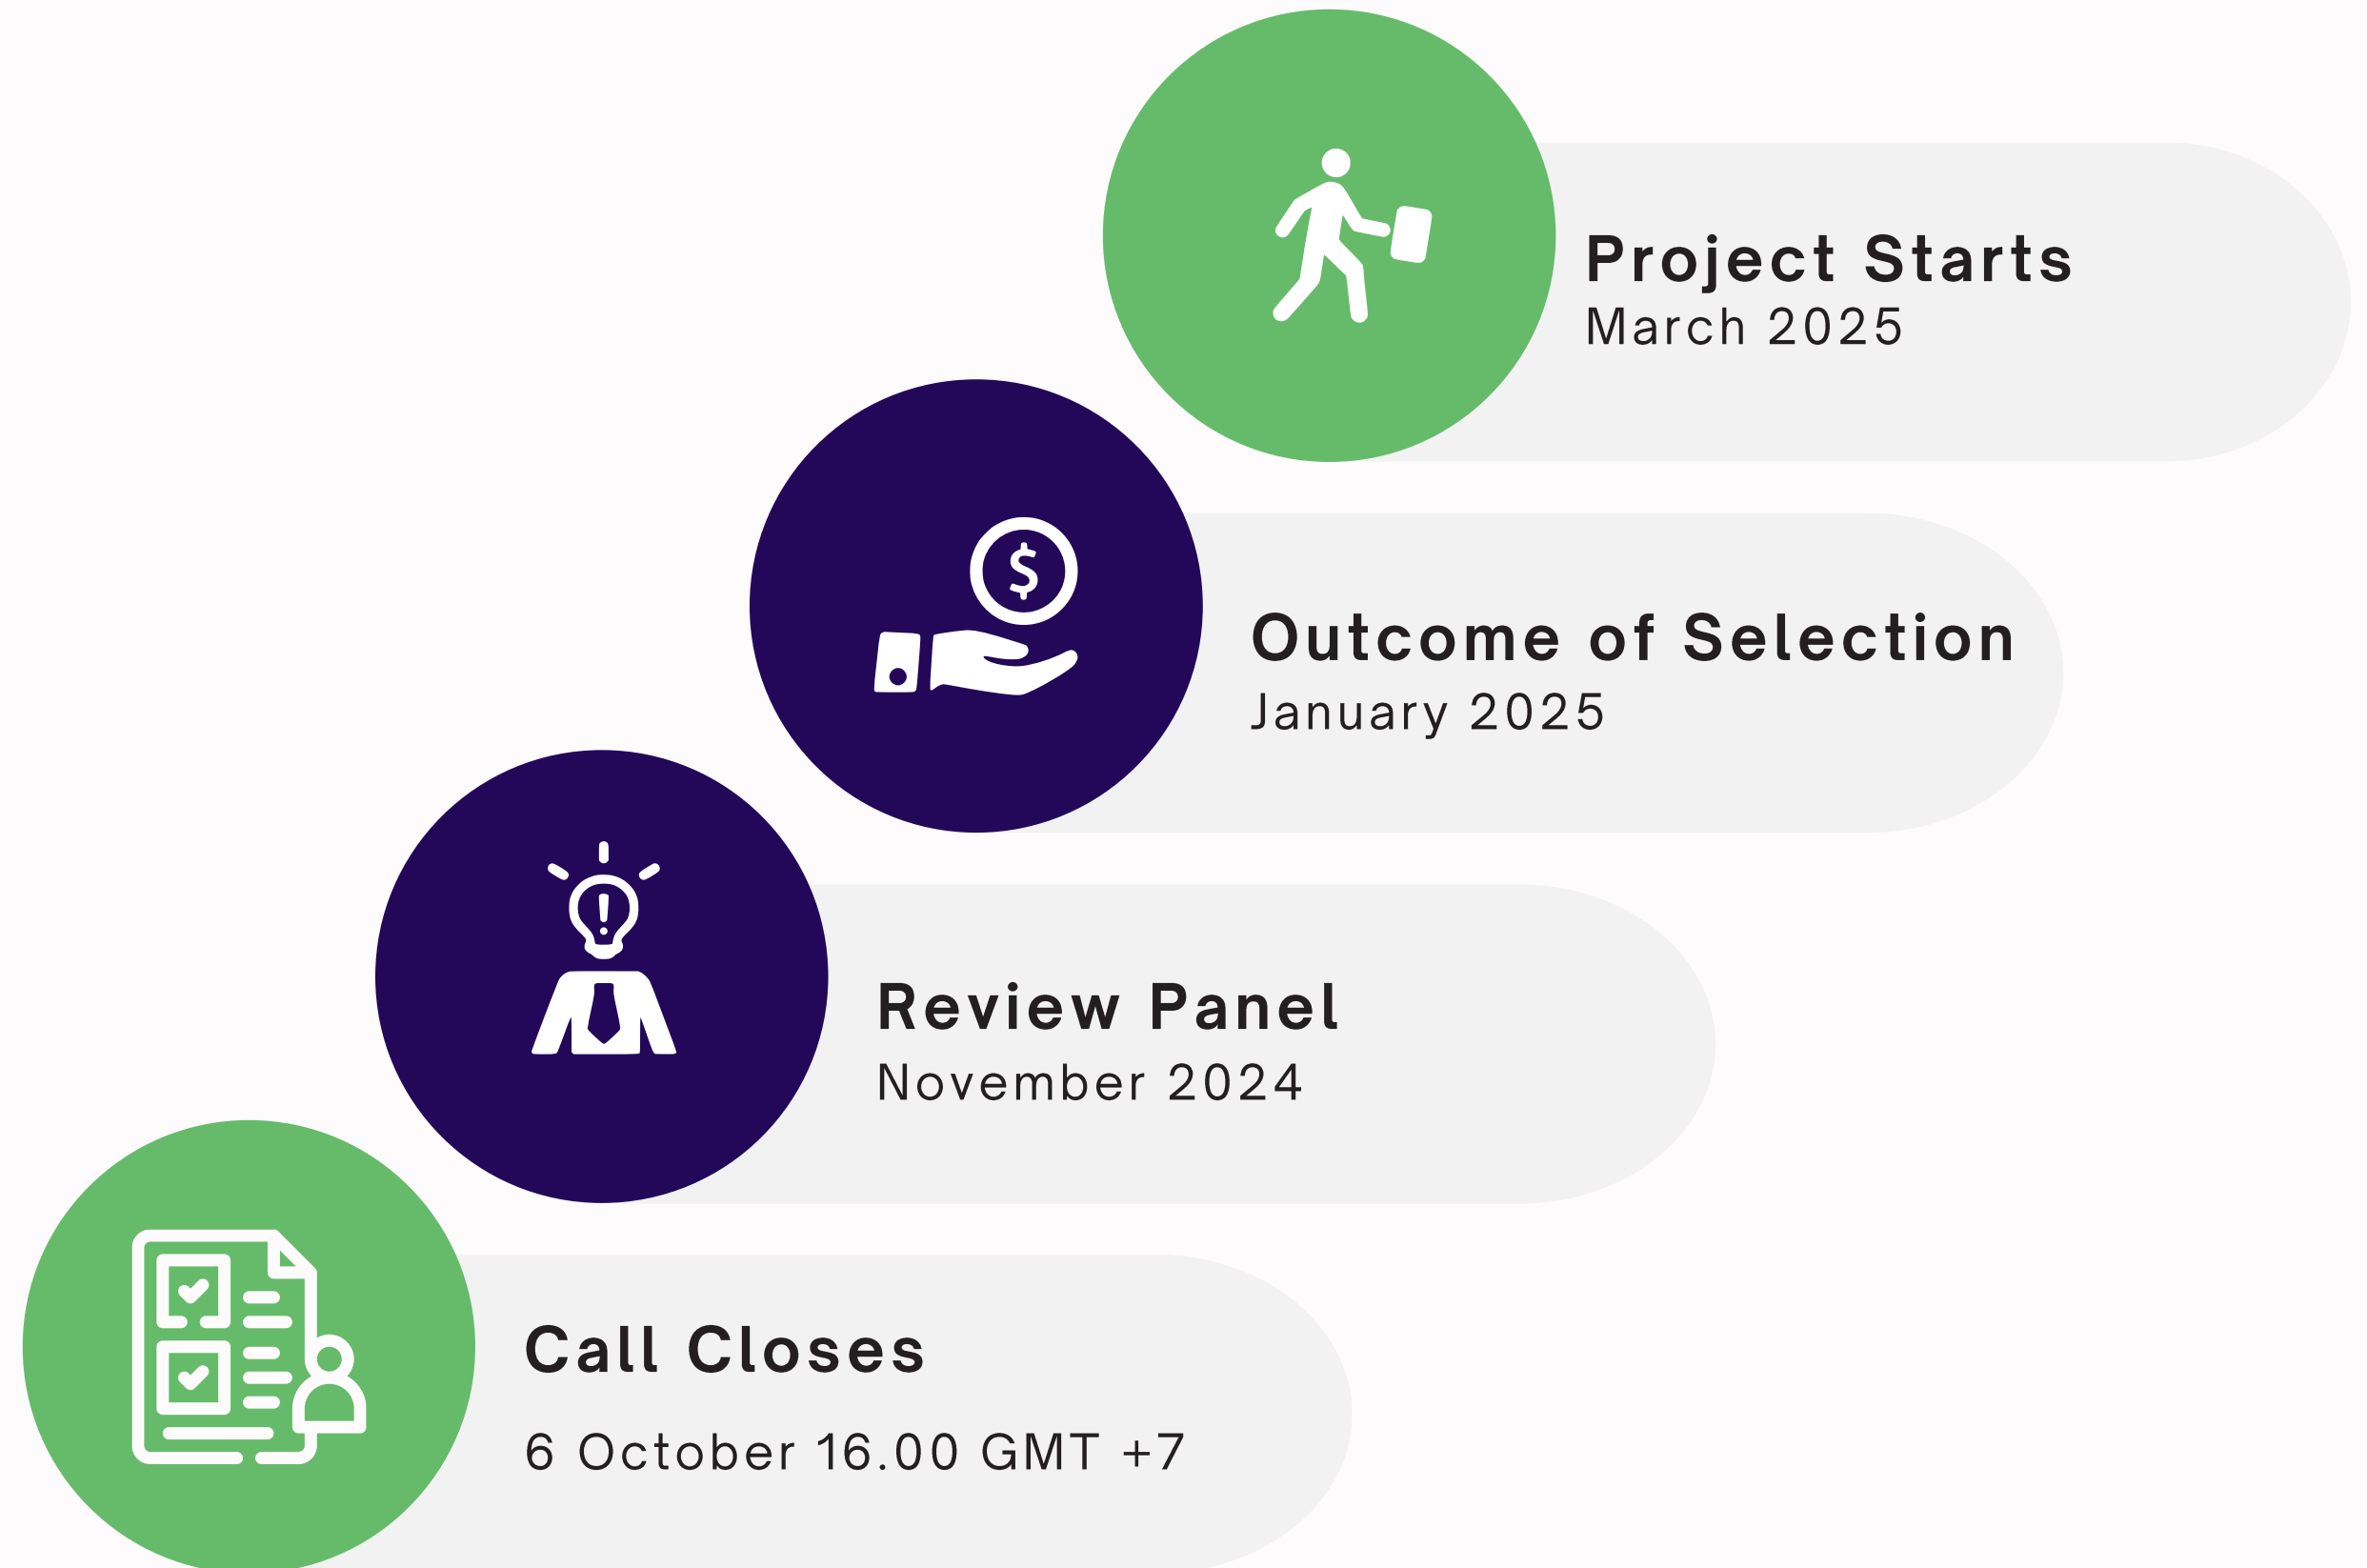 Project Starts
March 2025
Outcome of Selection
January 2025
Review Panel
November 2024
Call Closes
6 October 16.00 GMT +7